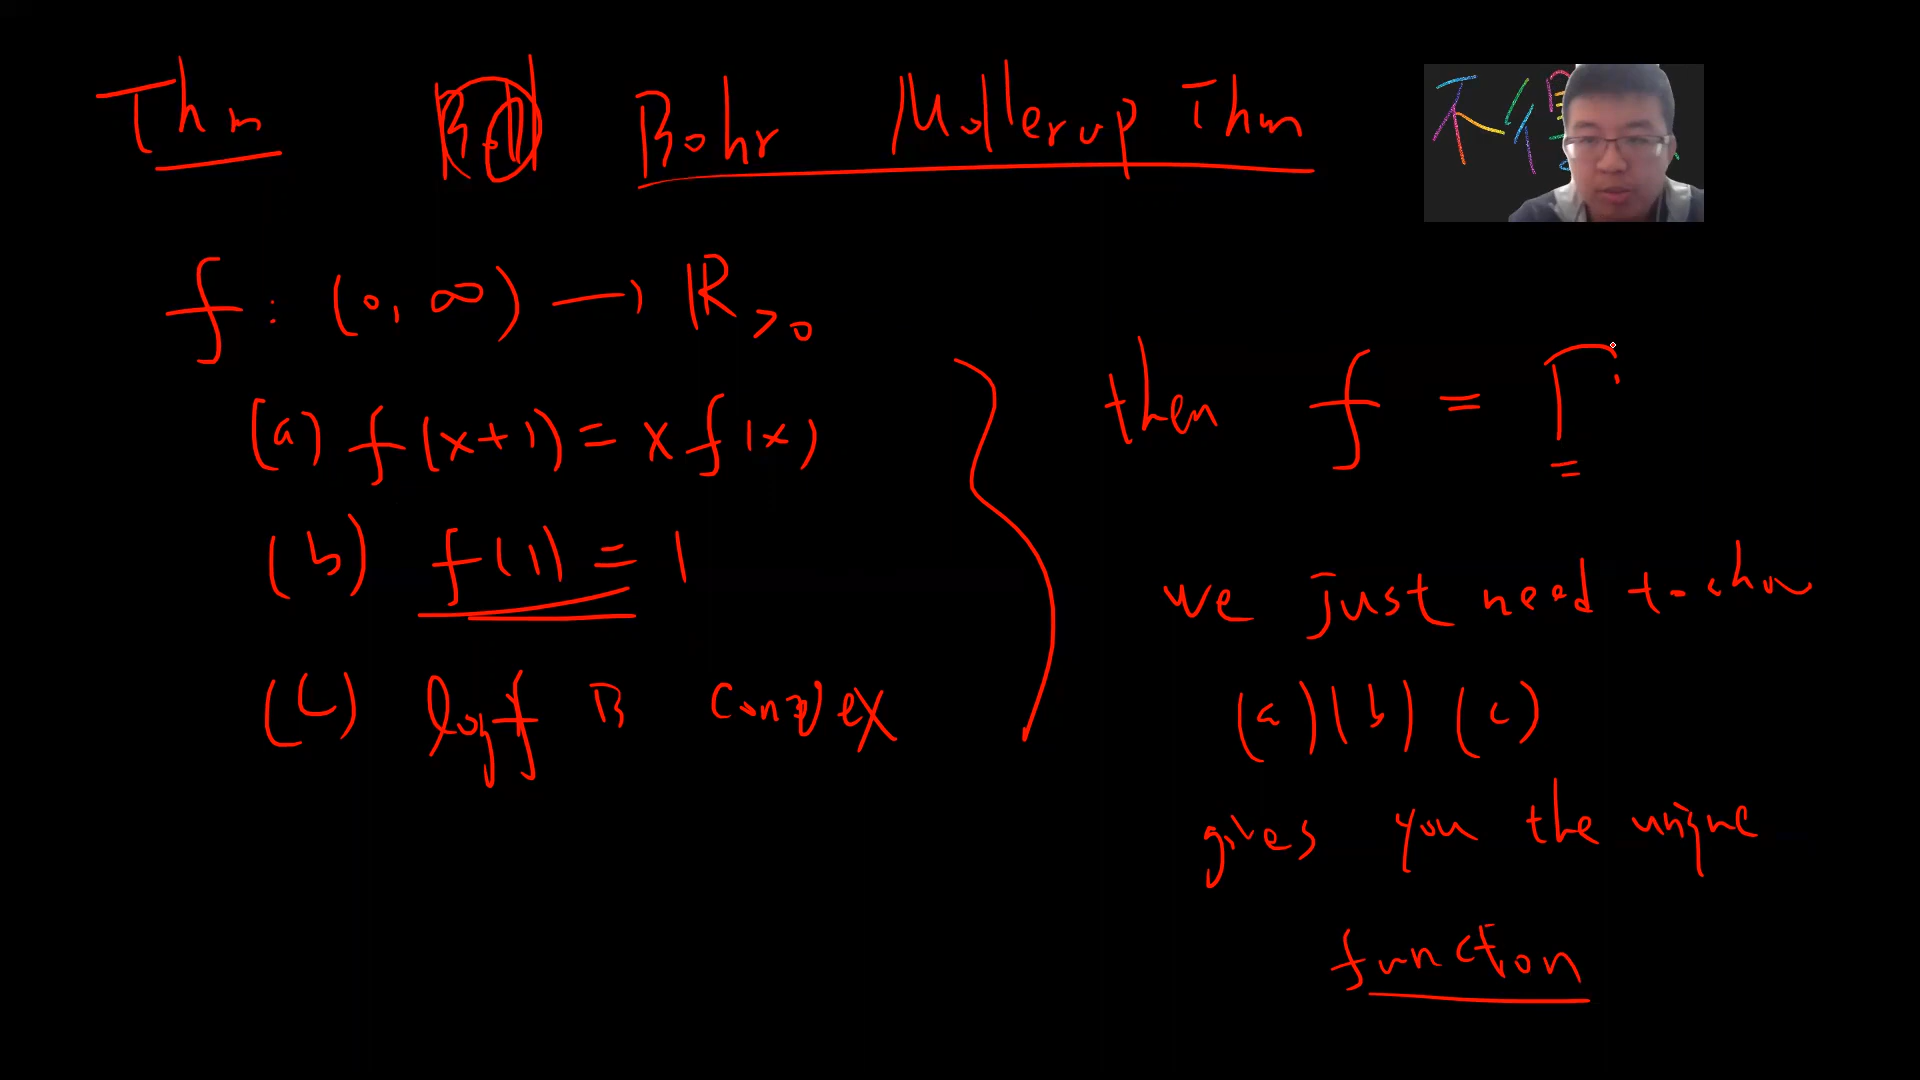 Thm Bohr Mollerup Thm
f : (0, ∞) → ℝ>0
(a) f(x+1) = x f(x)
(b) f(1) = 1
(c) log f is convex
then f = Γ
we just need to show
(a) (b) (c)
gives you the unique
function
不